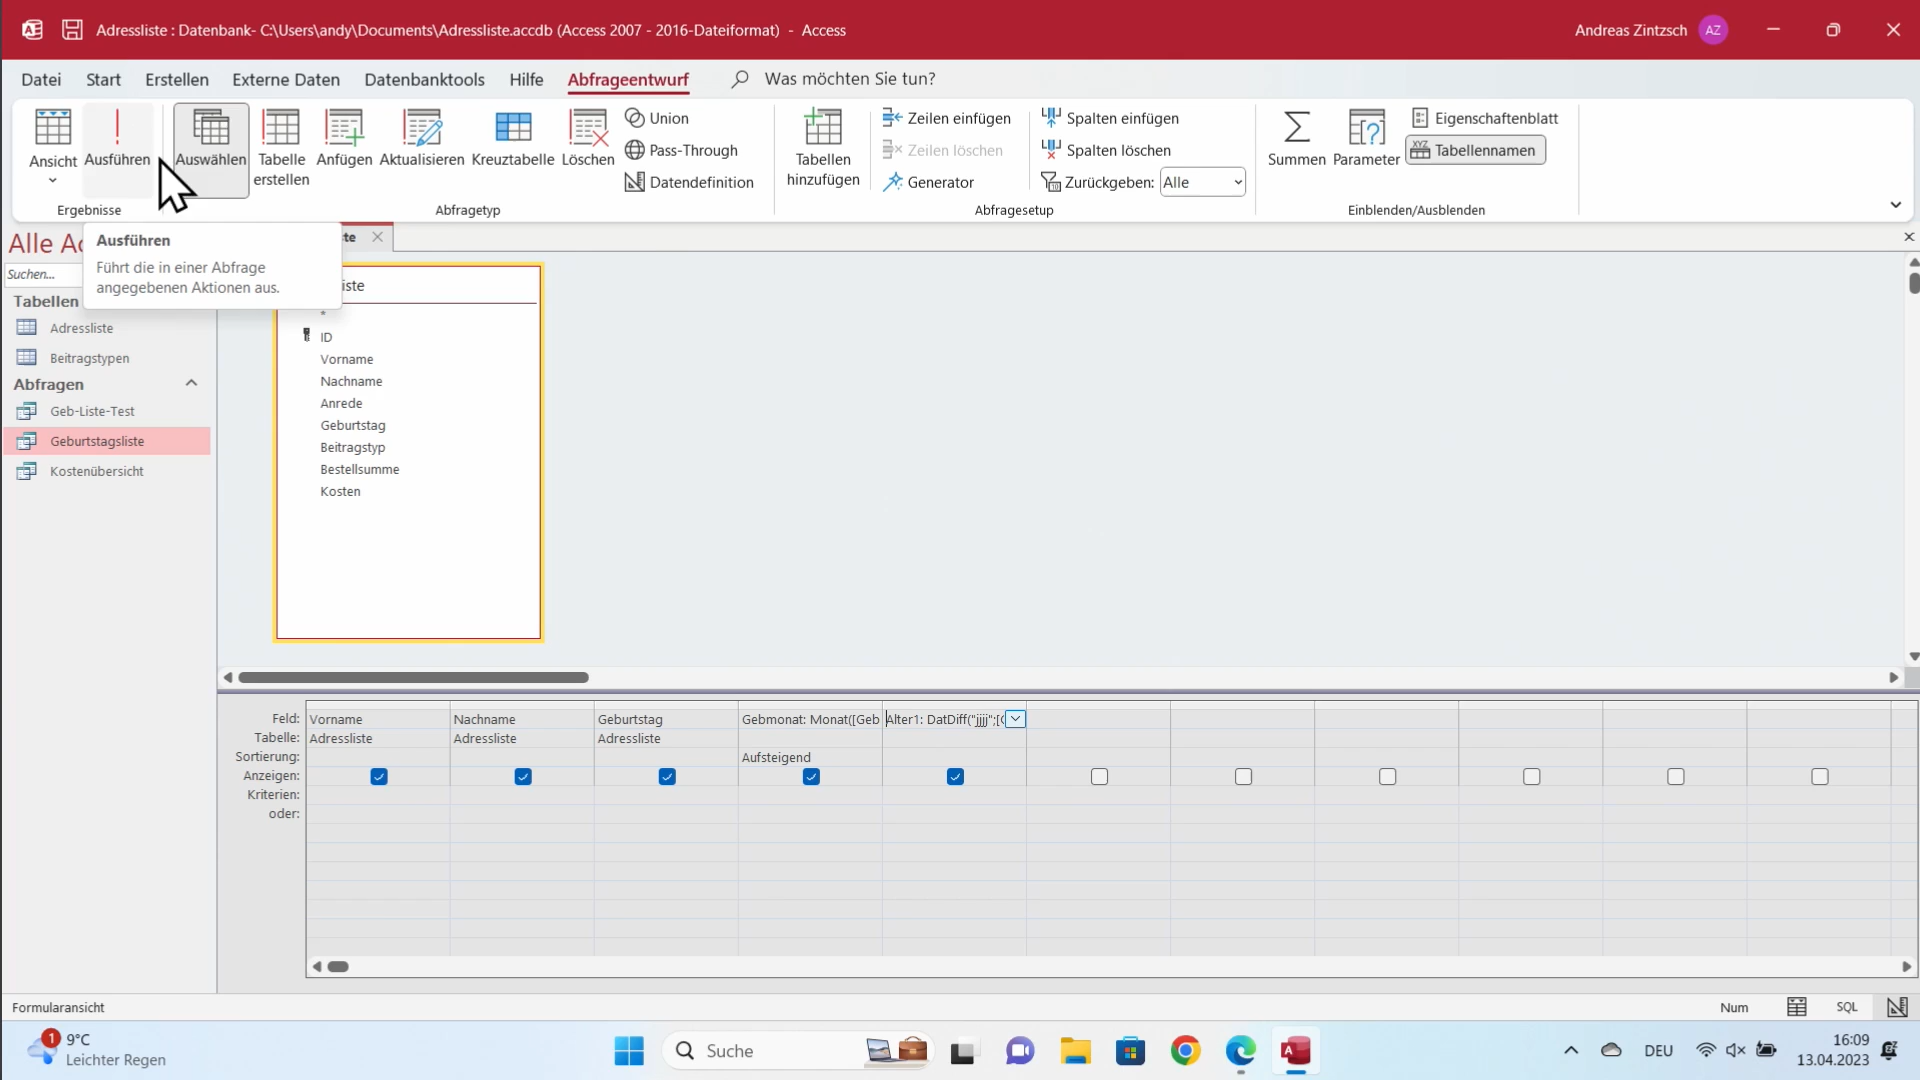 Adressliste : Datenbank- C:\Users\andy\Documents\Adressliste.accdb (Access 2007 - 2016-Dateiformat) - Access
Andreas Zintzsch
AZ
Datei Start Erstellen Externe Daten Datenbanktools Hilfe Abfrageentwurf Was möchten Sie tun?
Ansicht
Ausführen
Ergebnisse
Auswählen
Tabelle erstellen
Anfügen
Aktualisieren
Kreuztabelle
Löschen
Union
Pass-Through
Datendefinition
Abfragetyp
Tabellen hinzufügen
Zeilen einfügen
Zeilen löschen
Generator
Spalten einfügen
Spalten löschen
Zurückgeben: Alle
Abfragesetup
Summen
Parameter
XYZ
Eigenschaftenblatt
Tabellennamen
Einblenden/Ausblenden
Alle
te
Suchen...
Ausführen
Führt die in einer Abfrage
angegebenen Aktionen aus.
Tabellen
Adressliste
Beitragstypen
Abfragen
Geb-Liste-Test
Geburtstagsliste
Kostenübersicht
iste
*
ID
Vorname
Nachname
Anrede
Geburtstag
Beitragstyp
Bestellsumme
Kosten
Feld: Vorname Nachname Geburtstag Gebmonat: Monat([Geb Alter1: DatDiff("jjjj";[G
Tabelle: Adressliste Adressliste Adressliste
Sortierung: Aufsteigend
Anzeigen:
Kriterien:
oder:
Formularansicht
Num
SQL
1
9°C
Leichter Regen
Suche
DEU
16:09
13.04.2023